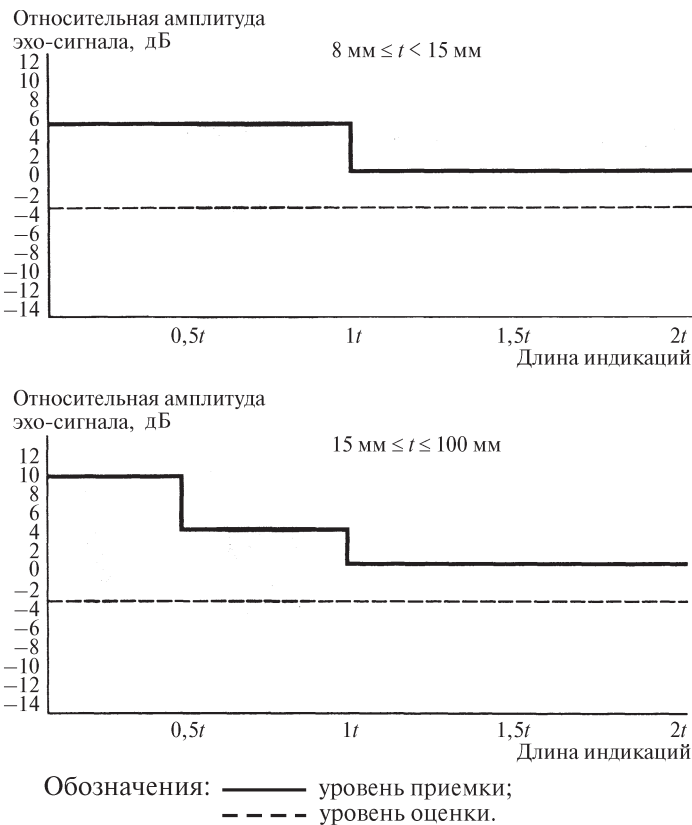 Относительная амплитуда
эхо-сигнала, дБ
8 мм ≤ t < 15 мм
12
10
8
6
4
2
0
−2
−4
−6
−8
−10
−12
−14
0,5t 1t 1,5t 2t
Длина индикаций
Относительная амплитуда
эхо-сигнала, дБ
15 мм ≤ t ≤ 100 мм
12
10
8
6
4
2
0
−2
−4
−6
−8
−10
−12
−14
0,5t 1t 1,5t 2t
Длина индикаций
Обозначения: уровень приемки;
уровень оценки.